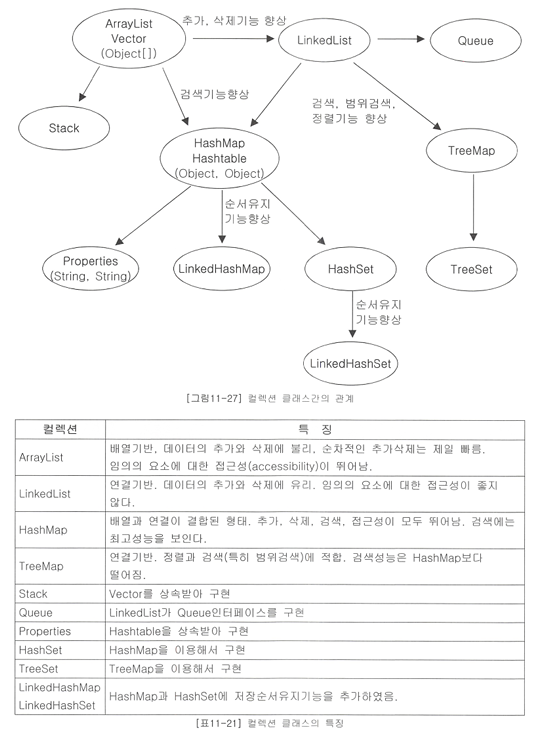 ArrayList
Vector
(Object[])
추가, 삭제기능 향상
LinkedList
Queue
검색기능향상
검색, 범위검색,
정렬기능 향상
Stack
HashMap
Hashtable
(Object, Object)
TreeMap
순서유지
기능향상
Properties
(String, String)
LinkedHashMap
HashSet
TreeSet
순서유지
기능향상
LinkedHashSet
[그림11-27] 컬렉션 클래스간의 관계
컬렉션 특 징
ArrayList 배열기반, 데이터의 추가와 삭제에 불리, 순차적인 추가삭제는 제일 빠름.
임의의 요소에 대한 접근성(accessibility)이 뛰어남.
LinkedList 연결기반. 데이터의 추가와 삭제에 유리. 임의의 요소에 대한 접근성이 좋지
않다.
HashMap 배열과 연결이 결합된 형태. 추가, 삭제, 검색, 접근성이 모두 뛰어남. 검색에는
최고성능을 보인다.
TreeMap 연결기반. 정렬과 검색(특히 범위검색)에 적합. 검색성능은 HashMap보다
떨어짐.
Stack Vector를 상속받아 구현
Queue LinkedList가 Queue인터페이스를 구현
Properties Hashtable을 상속받아 구현
HashSet HashMap을 이용해서 구현
TreeSet TreeMap을 이용해서 구현
LinkedHashMap
LinkedHashSet
HashMap과 HashSet에 저장순서유지기능을 추가하였음.
[표11-21] 컬렉션 클래스의 특징